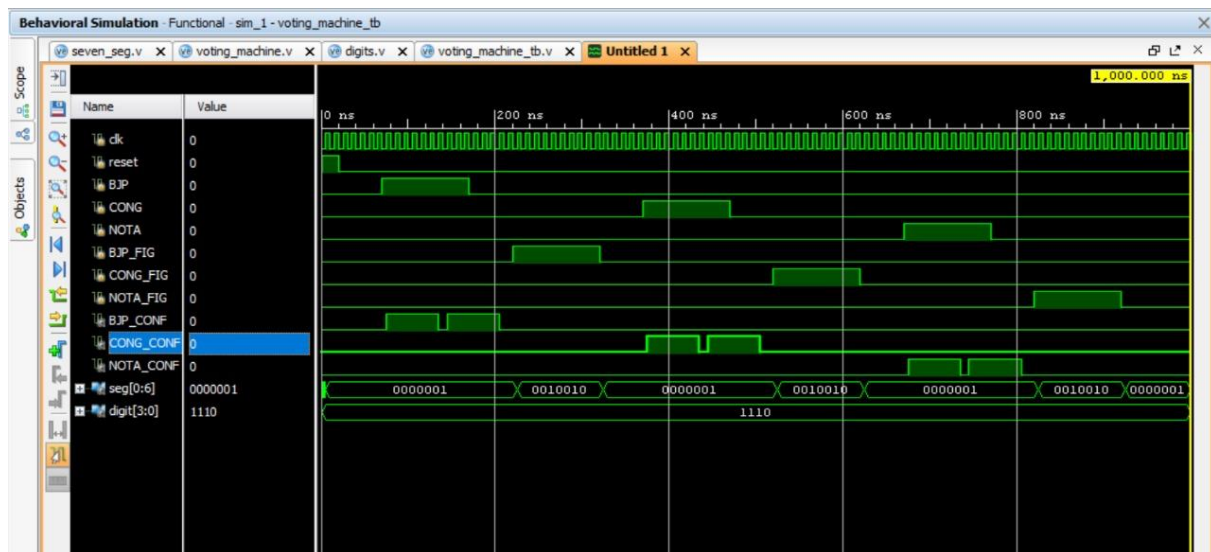 Behavioral Simulation - Functional - sim_1 - voting_machine_tb
seven_seg.v voting_machine.v digits.v voting_machine_tb.v Untitled 1
Scope
Objects
1,000.000 ns
Name Value
0 ns 200 ns 400 ns 600 ns 800 ns
clk 0
reset 0
BJP 0
CONG 0
NOTA 0
BJP_FIG 0
CONG_FIG 0
NOTA_FIG 0
BJP_CONF 0
CONG_CONF 0
NOTA_CONF 0
seg[0:6] 0000001 0000001 0010010 0000001 0010010 0000001 0010010 0000001
digit[3:0] 1110 1110